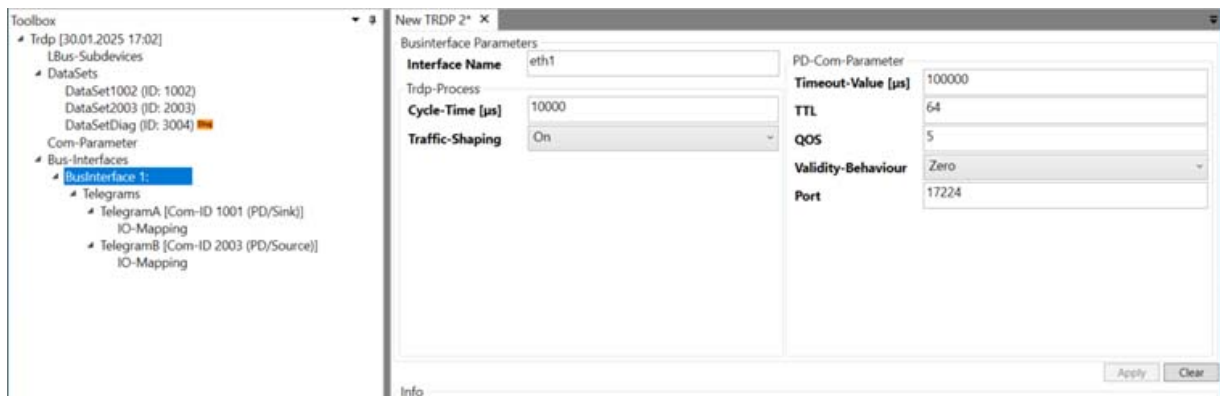 Toolbox
Trdp [30.01.2025 17:02]
LBus-Subdevices
DataSets
DataSet1002 (ID: 1002)
DataSet2003 (ID: 2003)
DataSetDiag (ID: 3004)
Com-Parameter
Bus-Interfaces
BusInterface 1:
Telegrams
TelegramA [Com-ID 1001 (PD/Sink)]
IO-Mapping
TelegramB [Com-ID 2003 (PD/Source)]
IO-Mapping
New TRDP 2* X
Businterface Parameters
Interface Name eth1
Trdp-Process
Cycle-Time [µs] 10000
Traffic-Shaping On
PD-Com-Parameter
Timeout-Value [µs] 100000
TTL 64
QOS 5
Validity-Behaviour Zero
Port 17224
Apply Clear
Info